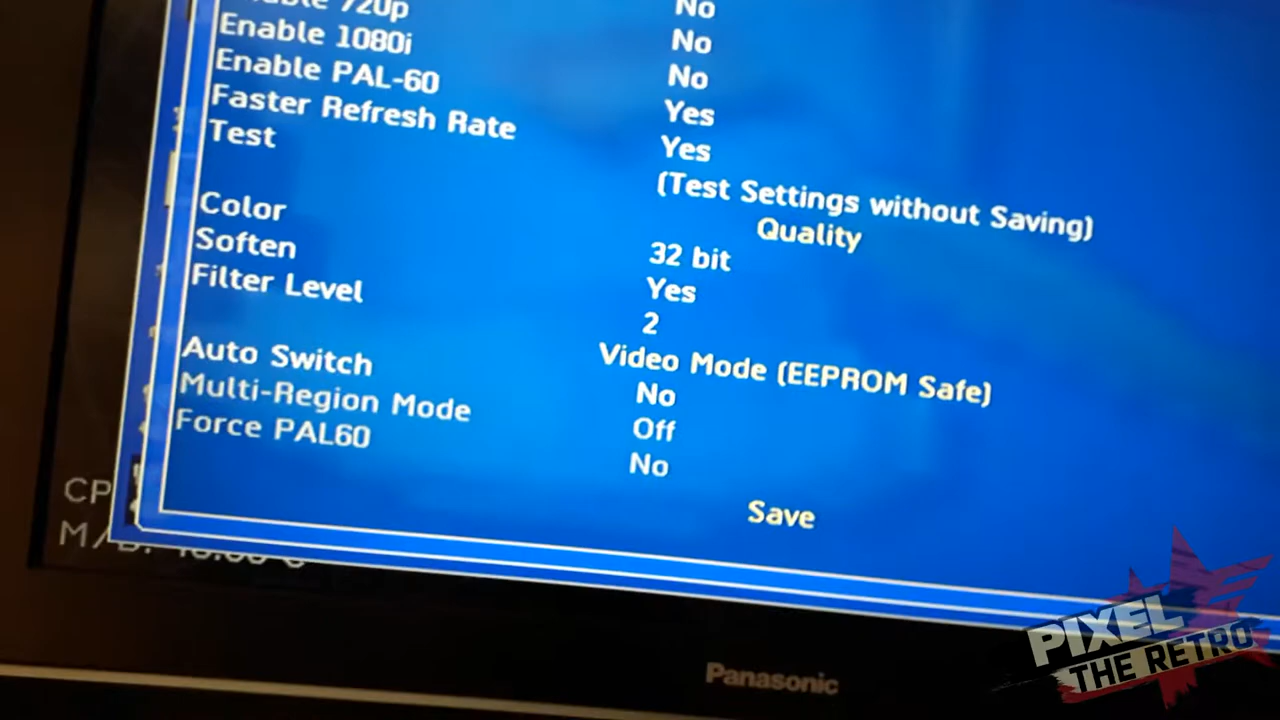 No
720p No
Enable 1080i No
Enable PAL-60 Yes
Faster Refresh Rate Yes
Test (Test Settings without Saving)
Quality
Color 32 bit
Soften Yes
Filter Level 2
Video Mode (EEPROM Safe)
Auto Switch No
Multi-Region Mode Off
Force PAL60 No
Save
Panasonic
PIXEL
THE RETRO